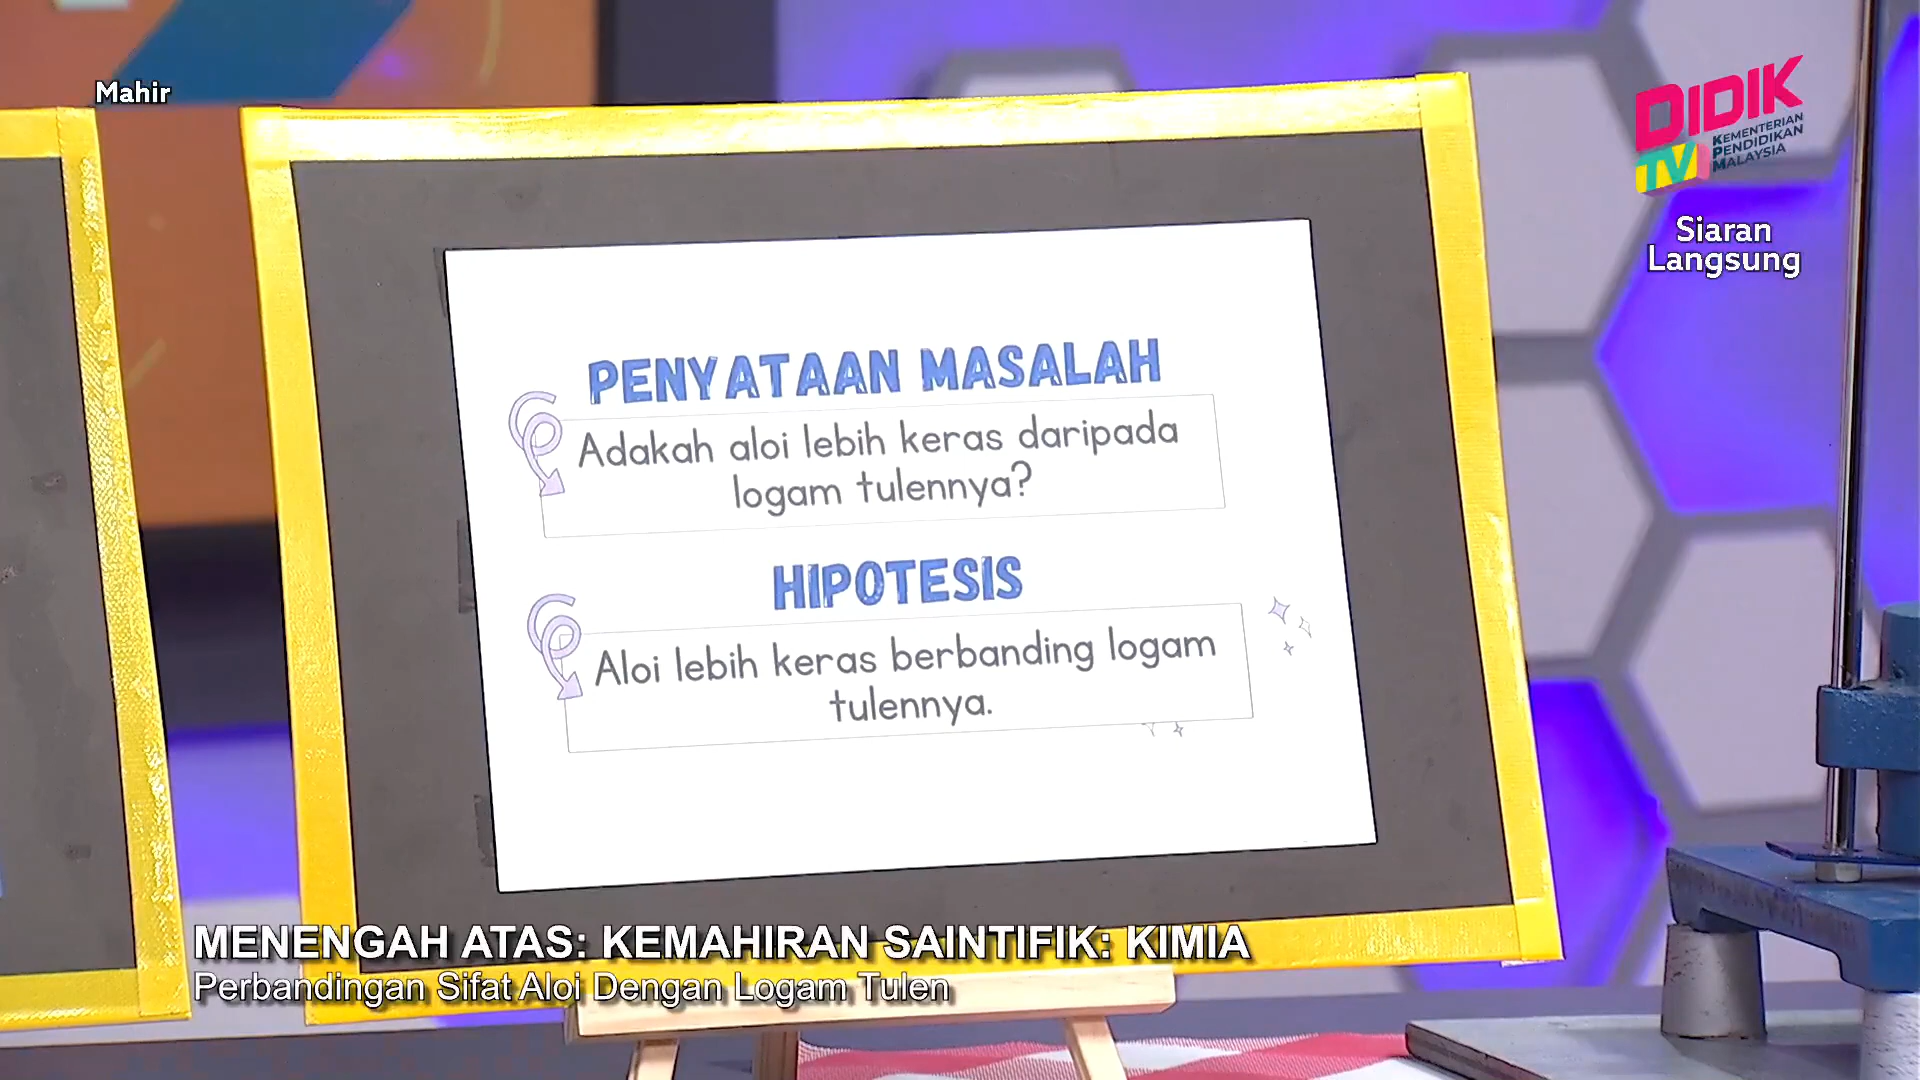 Mahir
DIDIK
TV
KEMENTERIAN
PENDIDIKAN
MALAYSIA
Siaran
Langsung
PENYATAAN MASALAH
Adakah aloi lebih keras daripada
logam tulennya?
HIPOTESIS
Aloi lebih keras berbanding logam
tulennya.
MENENGAH ATAS: KEMAHIRAN SAINTIFIK: KIMIA
Perbandingan Sifat Aloi Dengan Logam Tulen